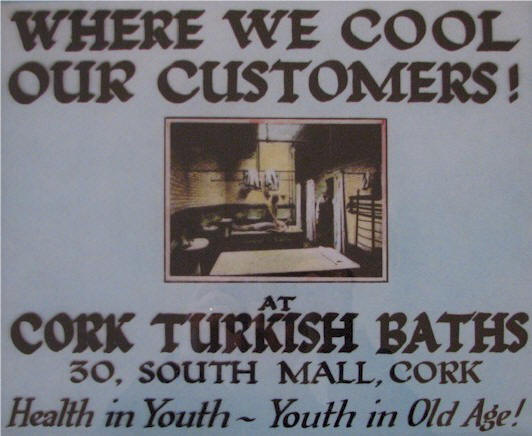 WHERE WE COOL
OUR CUSTOMERS!
AT
CORK TURKISH BATHS
30, SOUTH MALL, CORK
Health in Youth ~ Youth in Old Age!